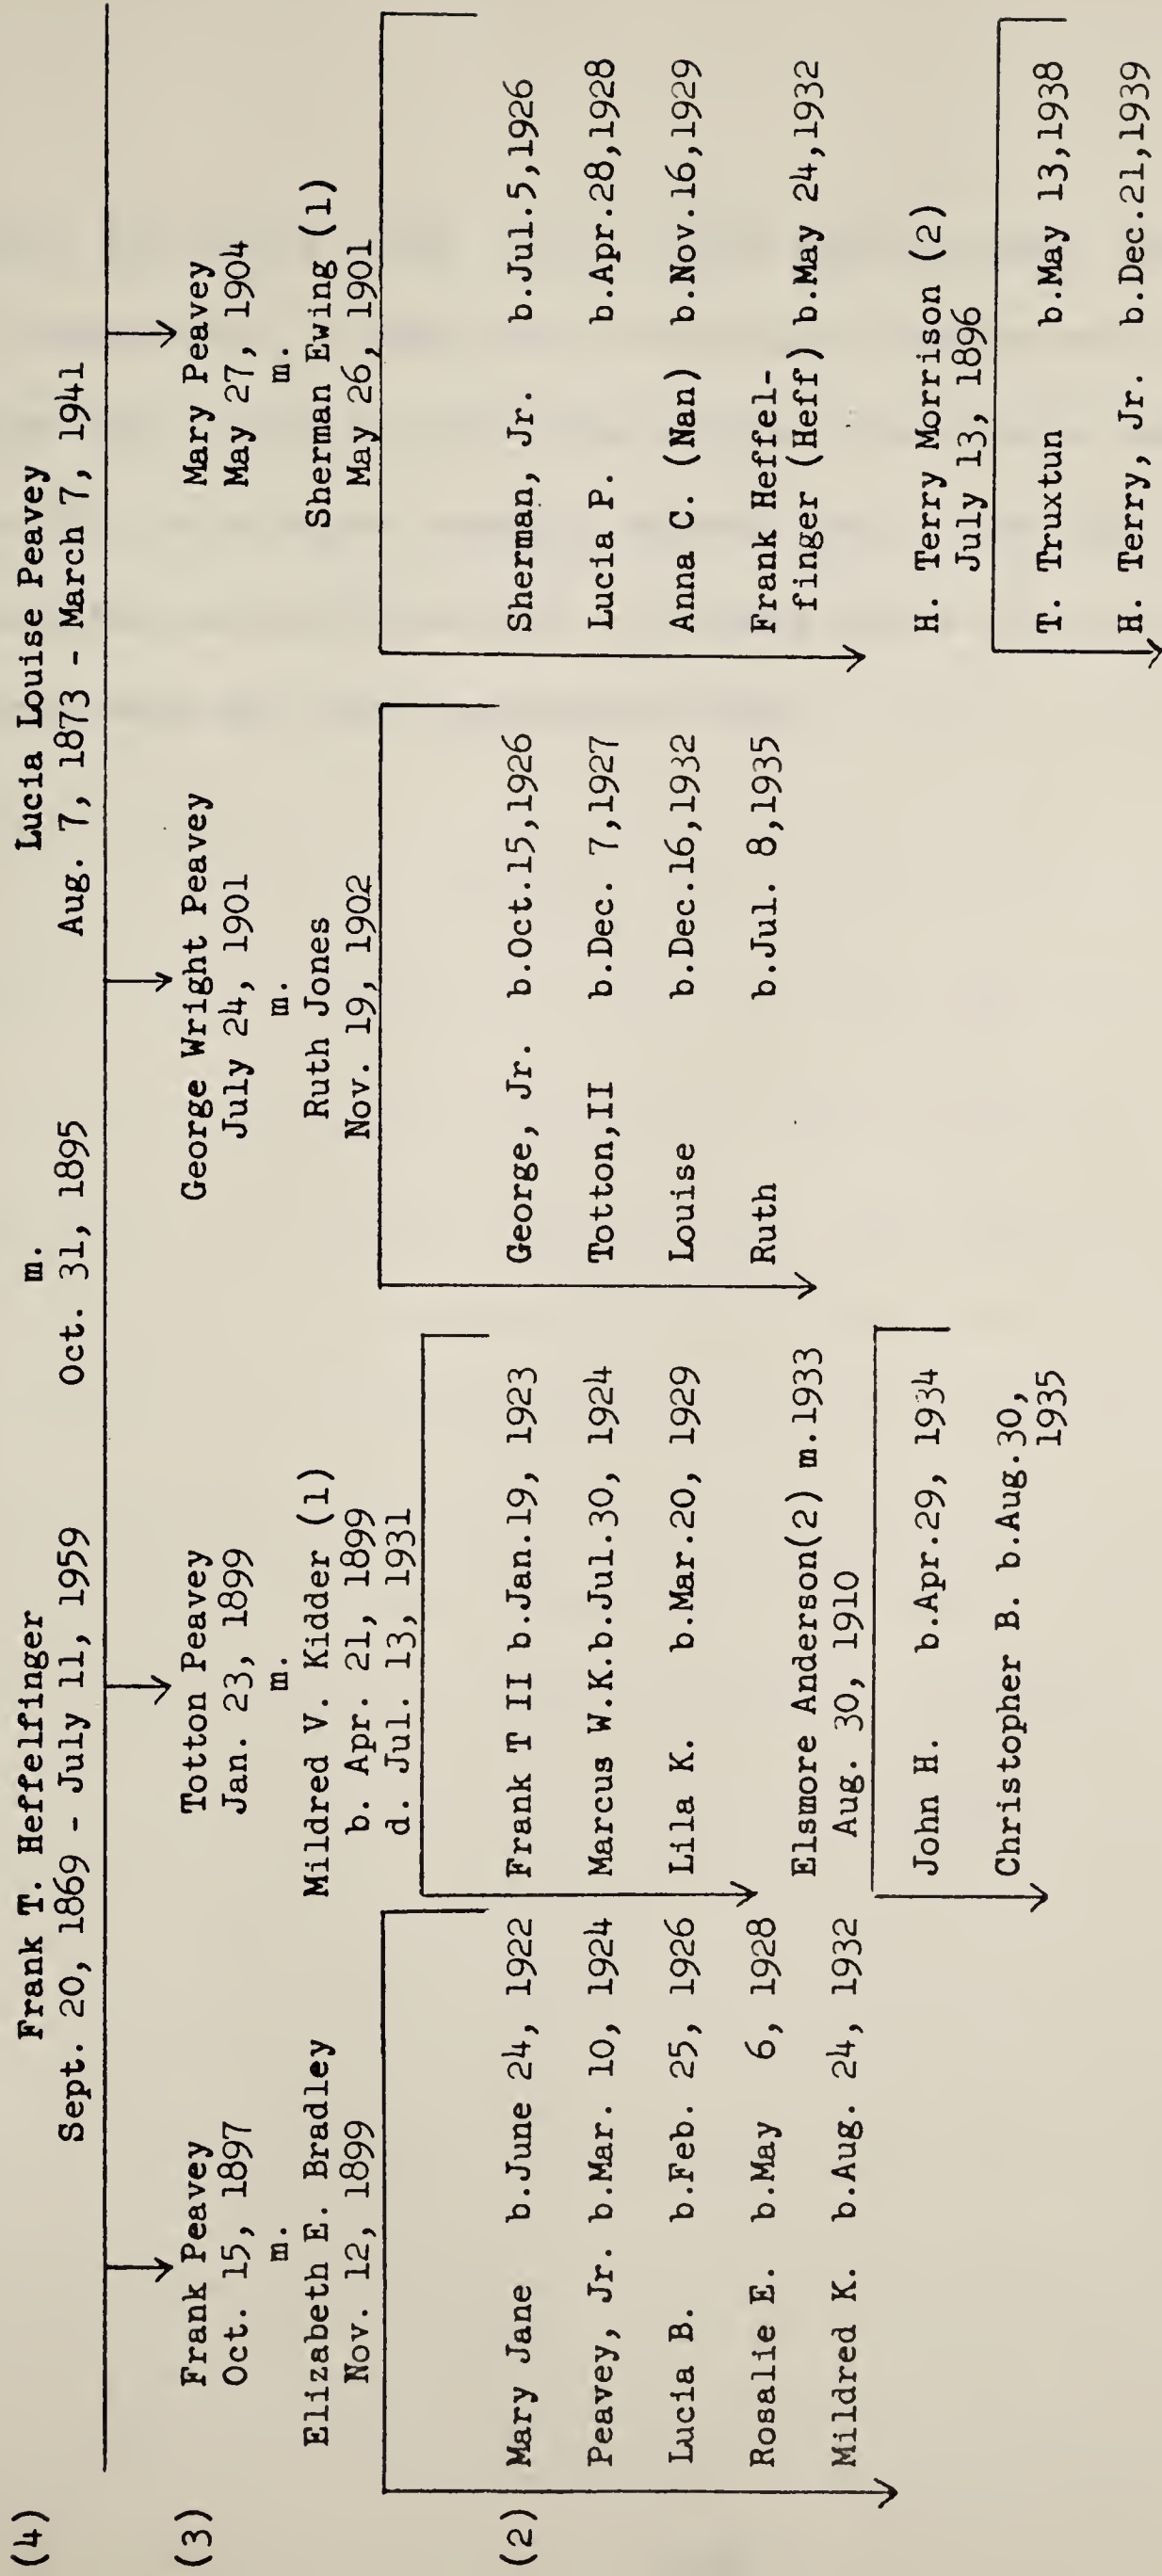 (4)
Frank T. Heffelfinger m. Lucia Louise Peavey
Sept. 20, 1869 - July 11, 1959 Oct. 31, 1895 Aug. 7, 1873 - March 7, 1941
(3)
Frank Peavey
Oct. 15, 1897
m.
Elizabeth E. Bradley
Nov. 12, 1899
(2)
Mary Jane b.June 24, 1922
Peavey, Jr. b.Mar. 10, 1924
Lucia B. b.Feb. 25, 1926
Rosalie E. b.May 6, 1928
Mildred K. b.Aug. 24, 1932
Totton Peavey
Jan. 23, 1899
m.
Mildred V. Kidder (1)
b. Apr. 21, 1899
d. Jul. 13, 1931
Frank T II b.Jan.19, 1923
Marcus W.K.b.Jul.30, 1924
Lila K. b.Mar.20, 1929
Elsmore Anderson(2) m.1933
Aug. 30, 1910
John H. b.Apr.29, 1934
Christopher B. b.Aug.30,
1935
George Wright Peavey
July 24, 1901
m.
Ruth Jones
Nov. 19, 1902
George, Jr. b.Oct.15,1926
Totton,II b.Dec. 7,1927
Louise b.Dec.16,1932
Ruth b.Jul. 8,1935
Mary Peavey
May 27, 1904
m.
Sherman Ewing (1)
May 26, 1901
Sherman, Jr. b.Jul.5,1926
Lucia P. b.Apr.28,1928
Anna C. (Nan) b.Nov.16,1929
Frank Heffel-
finger (Heff) b.May 24,1932
H. Terry Morrison (2)
July 13, 1896
T. Truxtun b.May 13,1938
H. Terry, Jr. b.Dec.21,1939